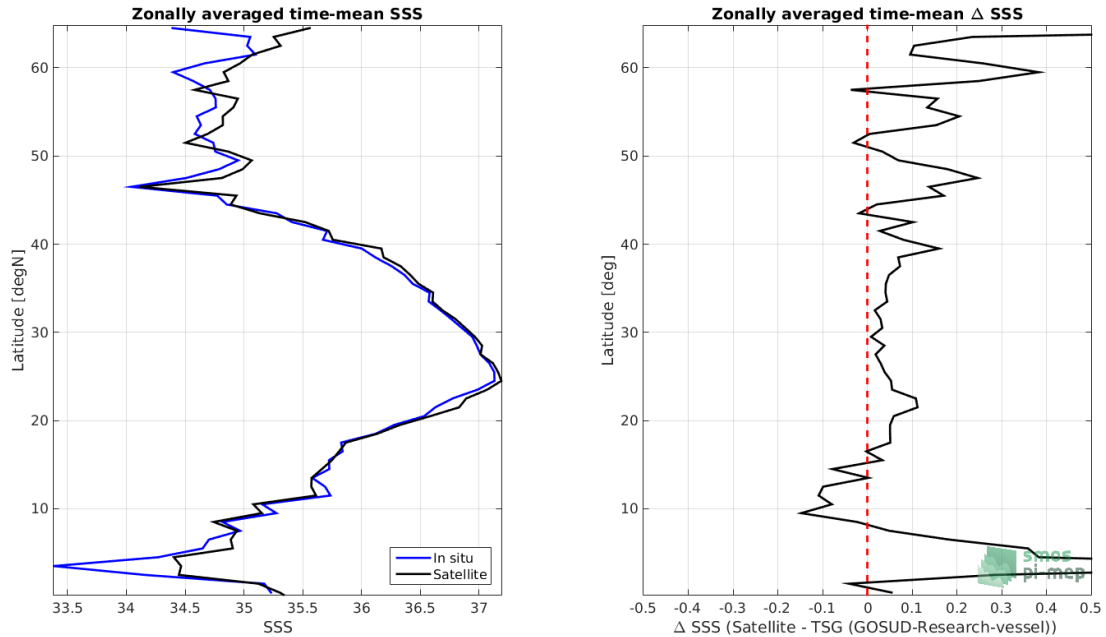 Zonally averaged time-mean SSS
60
50
40
30
20
10
Latitude [degN]
33.5 34 34.5 35 35.5 36 36.5 37
SSS
In situ
Satellite
Zonally averaged time-mean Δ SSS
60
50
40
30
20
10
Latitude [deg]
-0.5 -0.4 -0.3 -0.2 -0.1 0 0.1 0.2 0.3 0.4 0.5
Δ SSS (Satellite - TSG (GOSUD-Research-vessel))
smos
pi-mep